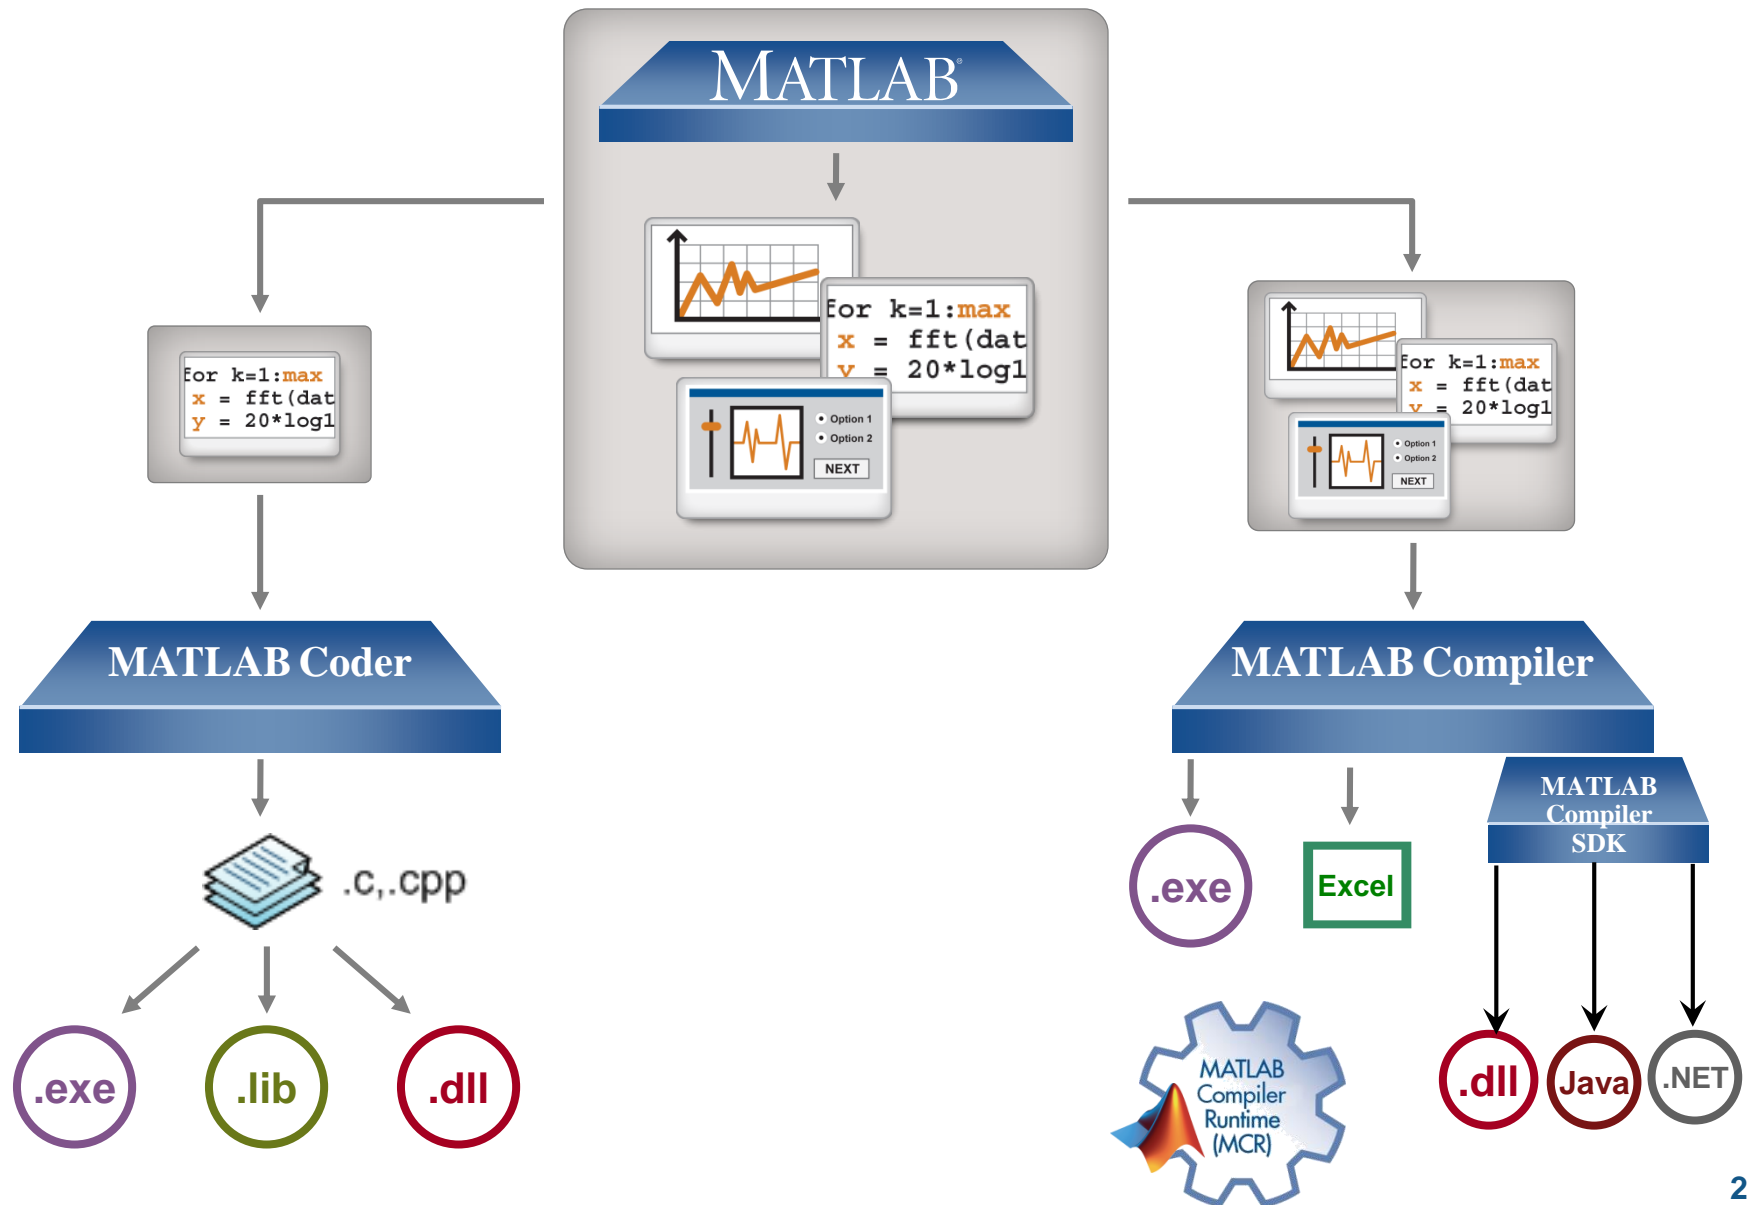 MATLAB®
for k=1:max
x = fft(dat
y = 20*log1
Option 1
Option 2
NEXT
for k=1:max
x = fft(dat
y = 20*log1
for k=1:max
x = fft(dat
y = 20*log1
Option 1
Option 2
NEXT
MATLAB Coder
.c,.cpp
.exe
.lib
.dll
MATLAB Compiler
MATLAB
Compiler
SDK
.exe
Excel
.dll
Java
.NET
MATLAB
Compiler
Runtime
(MCR)
2